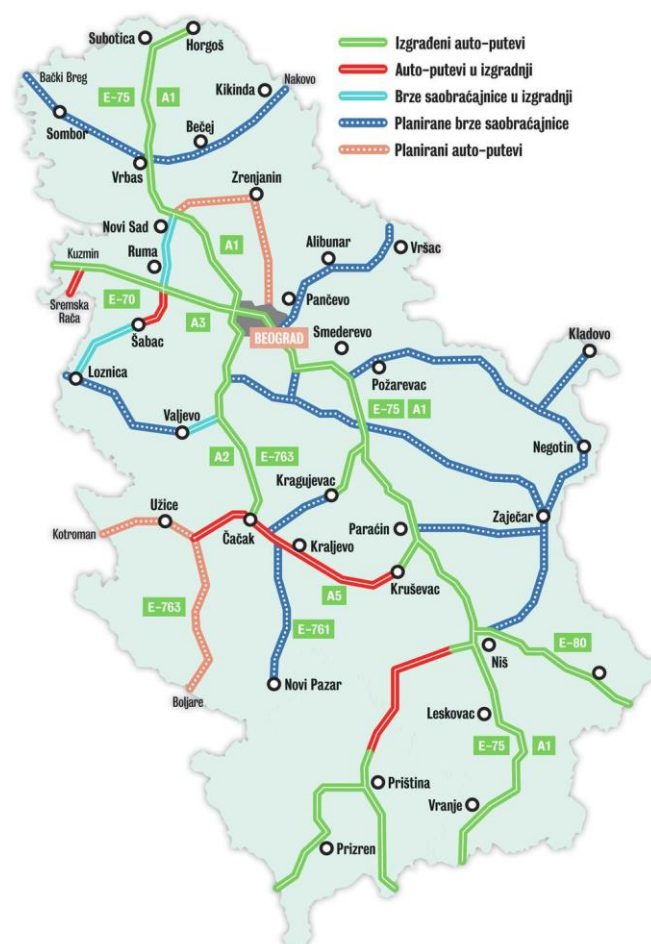 Izgrađeni auto-putevi
Auto-putevi u izgradnji
Brze saobraćajnice u izgradnji
Planirane brze saobraćajnice
Planirani auto-putevi
Subotica
Horgoš
Bački Breg
E-75
A1
Kikinda
Nakovo
Sombor
Bečej
Vrbas
Zrenjanin
Novi Sad
A1
Alibunar
Vršac
Kuzmin
Ruma
E-70
Pančevo
Sremska
Rača
A3
BEOGRAD
Smederevo
Kladovo
Šabac
Loznica
Požarevac
E-75
A1
Valjevo
Negotin
A2
E-763
Kragujevac
Užice
Zaječar
Kotroman
Čačak
Paraćin
Kraljevo
Kruševac
A5
E-763
E-761
E-80
Niš
Novi Pazar
Boljare
Leskovac
E-75
A1
Priština
Vranje
Prizren